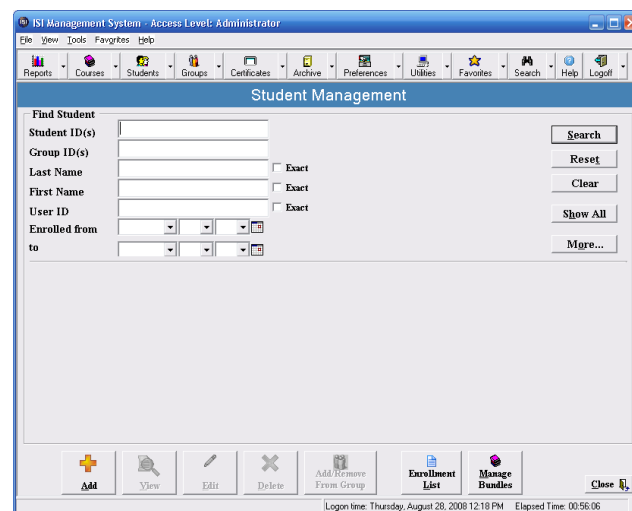 ISI Management System - Access Level: Administrator
File View Tools Favorites Help
Reports Courses Students Groups Certificates Archive Preferences Utilities Favorites Search Help Logoff
Student Management
Find Student
Student ID(s)
Search
Group ID(s)
Reset
Last Name Exact
First Name Exact
Clear
User ID Exact
Show All
Enrolled from
to
More...
Add View Edit Delete Add/Remove From Group Enrollment List Manage Bundles Close
Logon time: Thursday, August 28, 2008 12:18 PM Elapsed Time: 00:56:06